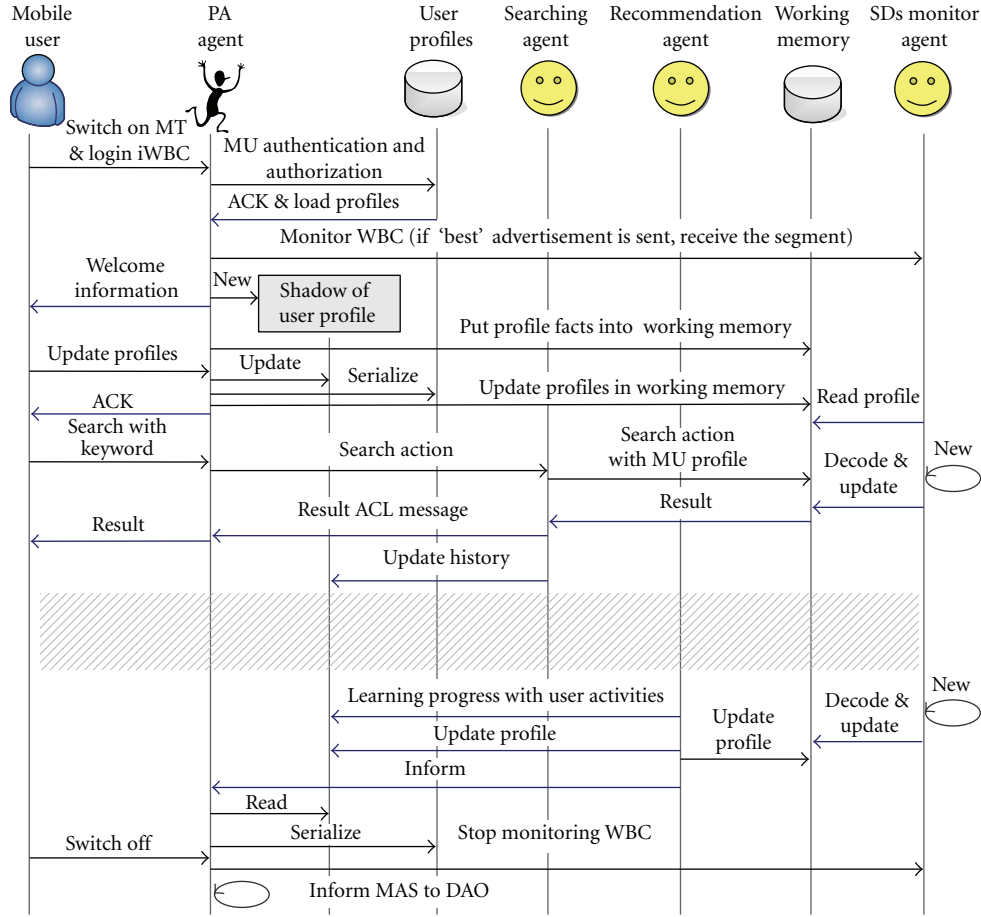 Mobile
user
PA
agent
User
profiles
Searching
agent
Recommendation
agent
Working
memory
SDs monitor
agent
Switch on MT
& login iWBC
MU authentication and
authorization
ACK & load profiles
Monitor WBC (if 'best' advertisement is sent, receive the segment)
Welcome
information
New
Shadow of
user profile
Put profile facts into working memory
Update profiles
Update
Serialize
Update profiles in working memory
Read profile
ACK
Search with
keyword
Search action
Search action
with MU profile
Decode &
update
New
Result
Result ACL message
Result
Update history
Learning progress with user activities
Update profile
Update
profile
Decode &
update
New
Inform
Read
Serialize
Stop monitoring WBC
Switch off
Inform MAS to DAO